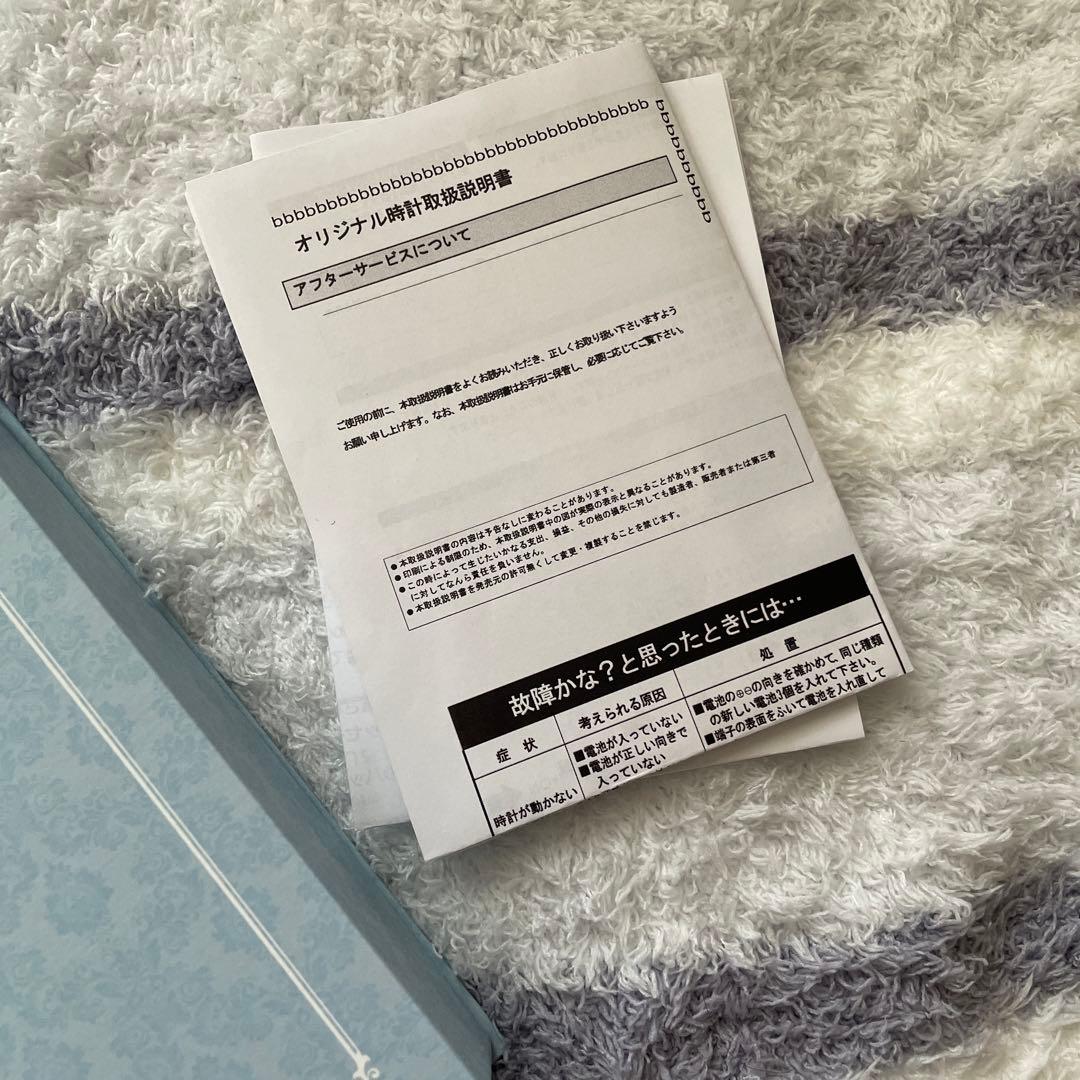 bbbbbbbbbbbbbbbbbbbbbbbbbbbbbbbb
bbbbbbbbbb
オリジナル時計取扱説明書
アフターサービスについて
ご使用の前に、本取扱説明書をよくお読みいただき、正しくお取り扱い下さいますよう
お願い申し上げます。なお、本取扱説明書はお手元に保管し、必要に応じてご覧下さい。
●本取扱説明書の内容は予告なしに変わることがあります。
●印刷による制限のため、本取扱説明書中の図が実際の表示と異なることがあります。
●この時によって生じたいかなる支出、損益、その他の損失に対しても製造者、販売者または第三者
に対してなんら責任を負いません。
●本取扱説明書を発売元の許可無くして変更・複製することを禁じます。
故障かな？と思ったときには…
症 状 考えられる原因 処 置
時計が動かない
■電池が入っていない
■電池が正しい向きで
入っていない
■電池の⊕⊖の向きを確かめて、同じ種類
の新しい電池3個を入れて下さい。
■端子の表面をふいて電池を入れ直して